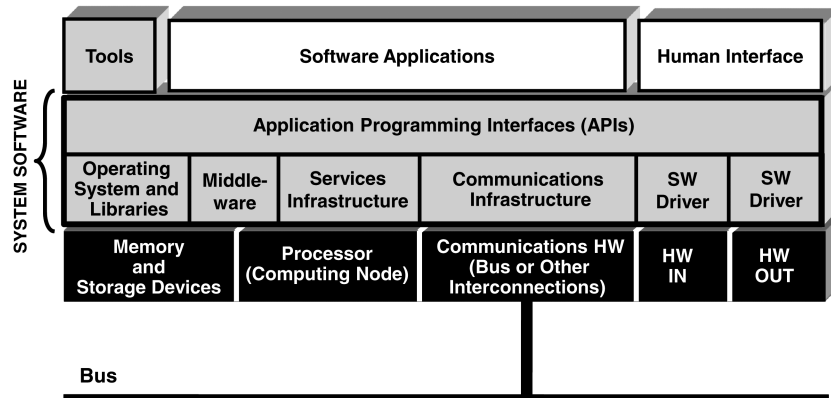 Tools
Software Applications
Human Interface
SYSTEM SOFTWARE
Application Programming Interfaces (APIs)
Operating
System and
Libraries
Middle-
ware
Services
Infrastructure
Communications
Infrastructure
SW
Driver
SW
Driver
Memory
and
Storage Devices
Processor
(Computing Node)
Communications HW
(Bus or Other
Interconnections)
HW
IN
HW
OUT
Bus